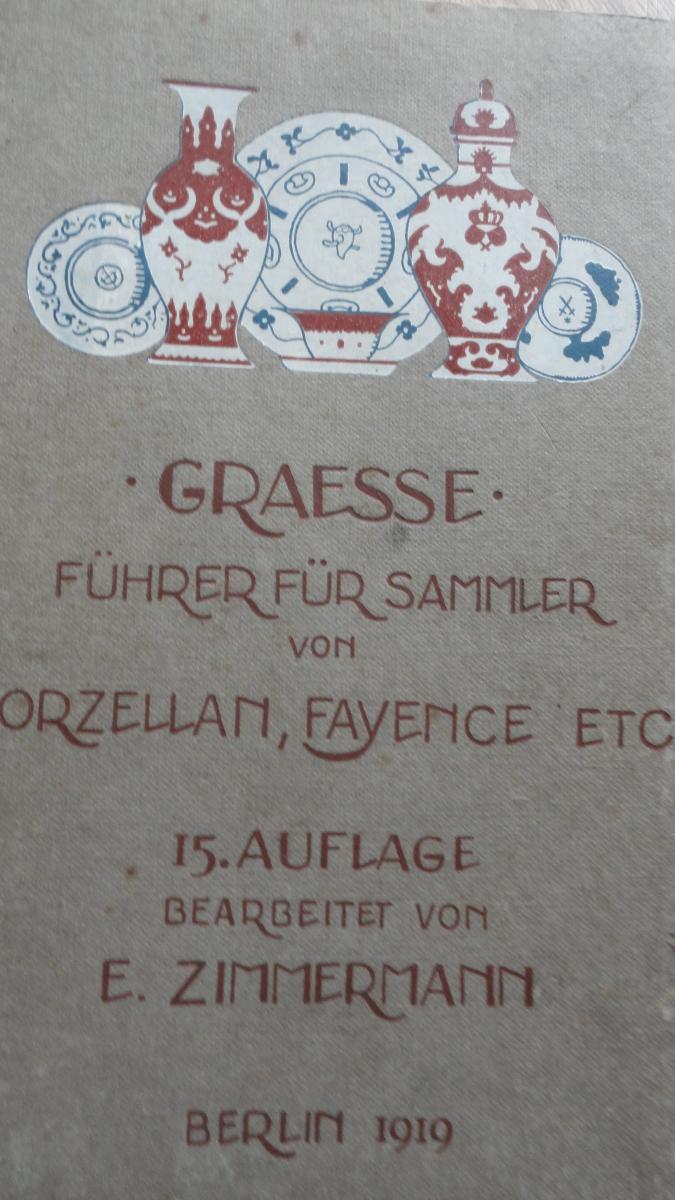 · GRAESSE ·
FÜHRER FÜR SAMMLER
VON
ORZELLAN, FAYENCE ETC
15. AUFLAGE
BEARBEITET VON
E. ZIMMERMANN
BERLIN 1919